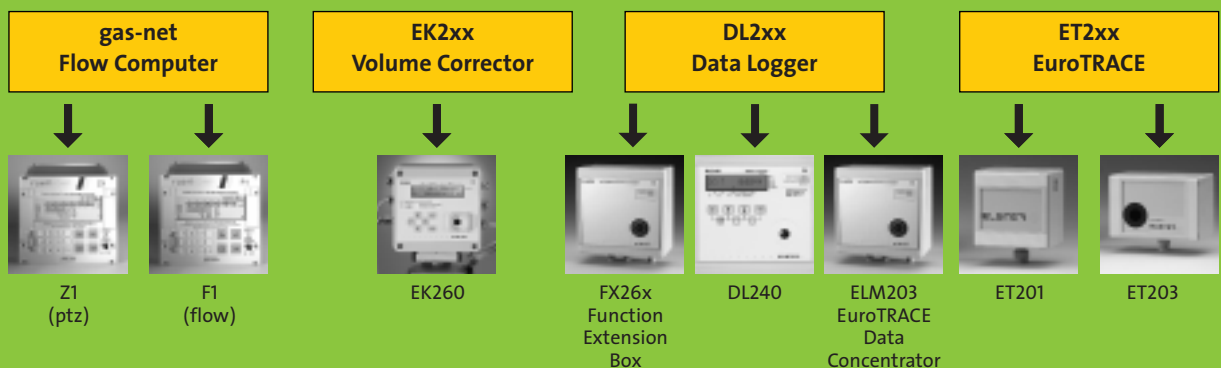 gas-net
Flow Computer
EK2xx
Volume Corrector
DL2xx
Data Logger
ET2xx
EuroTRACE
Z1
(ptz)
F1
(flow)
EK260
FX26x
Function
Extension
Box
DL240
ELM203
EuroTRACE
Data
Concentrator
ET201
ET203